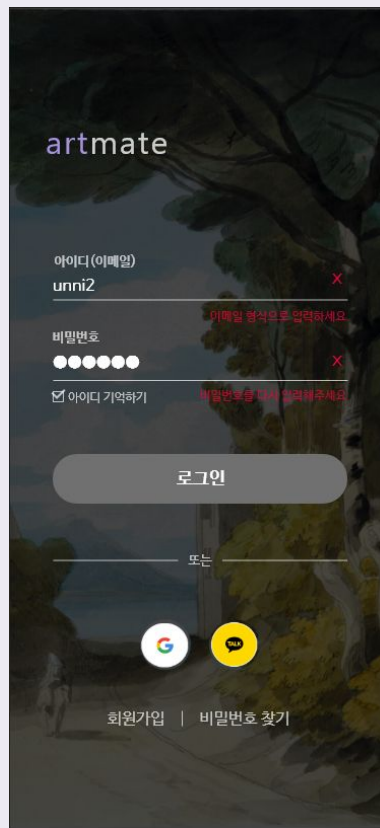 artmate
아이디(이메일)
unni2
X
이메일 형식으로 입력하세요
비밀번호
●●●●●●
X
아이디 기억하기
비밀번호를 다시 입력해주세요
로그인
또는
G
TALK
회원가입 | 비밀번호 찾기